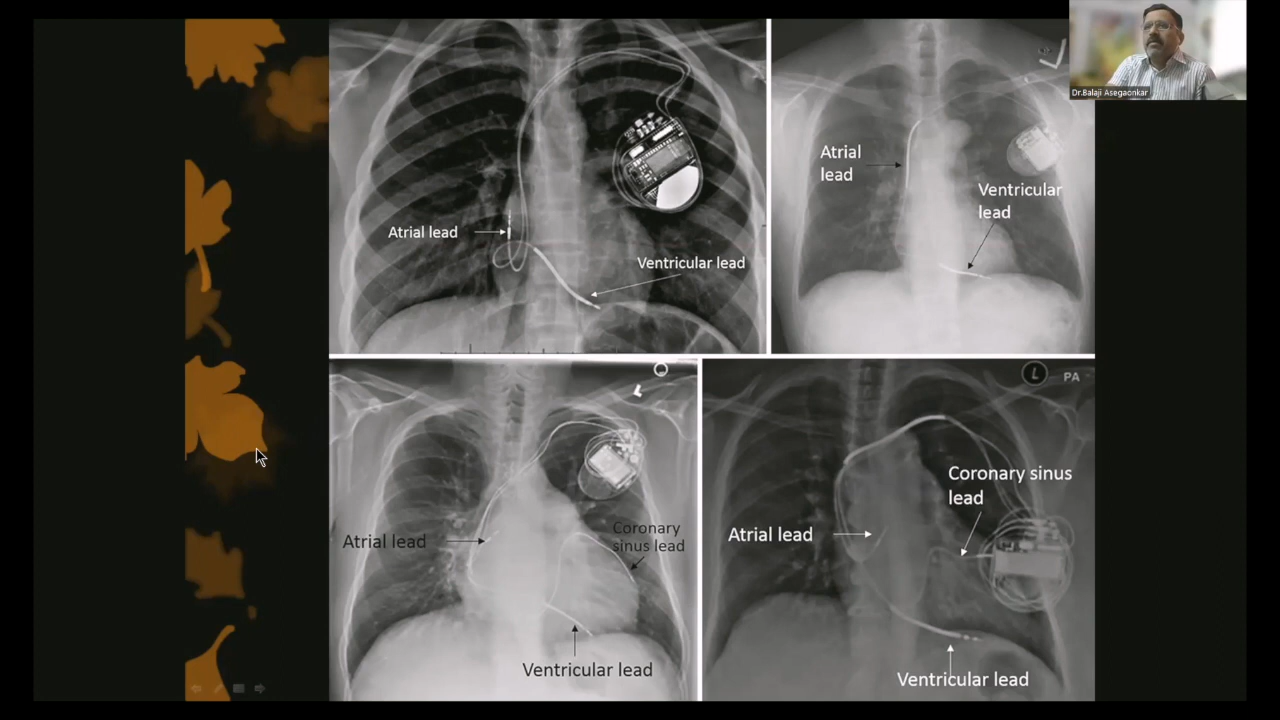 Atrial lead
Ventricular lead
Atrial
lead
Ventricular
lead
L
Dr.Balaji Asegaonkar
Atrial lead
Coronary
sinus lead
Ventricular lead
L
L
PA
Coronary sinus
lead
Atrial lead
Ventricular lead